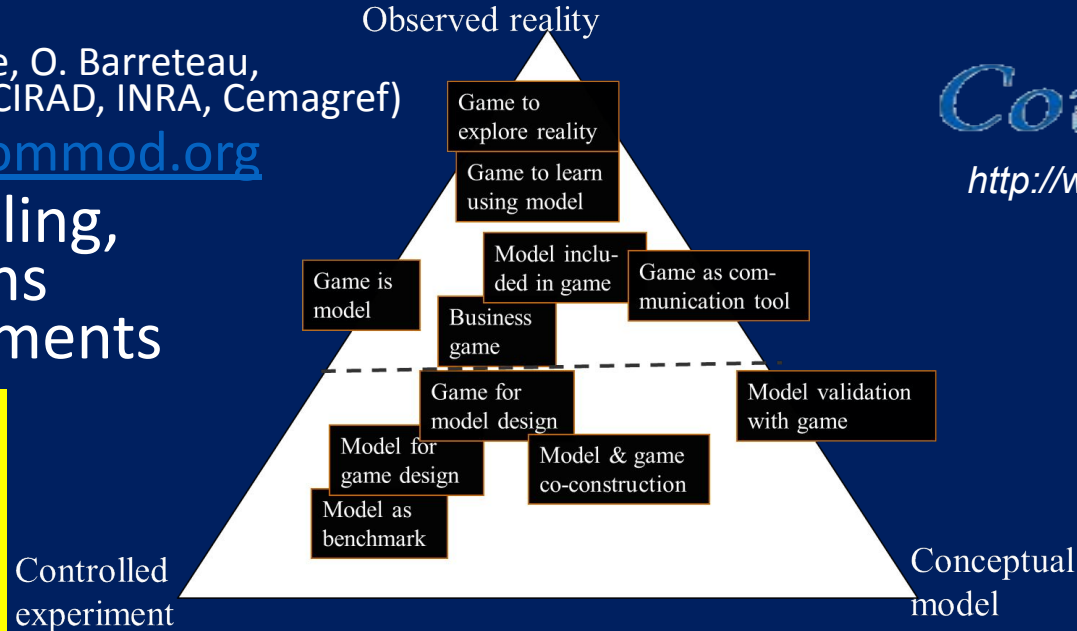 Observed reality
O. Barreteau,
CIRAD, INRA, Cemagref)
ommod.org
ling,
ns
ments
Co
http://w
Game to
explore reality
Game to learn
using model
Model inclu-
ded in game
Game as com-
munication tool
Game is
model
Business
game
Game for
model design
Model validation
with game
Model for
game design
Model & game
co-construction
Model as
benchmark
Controlled
experiment
Conceptual
model